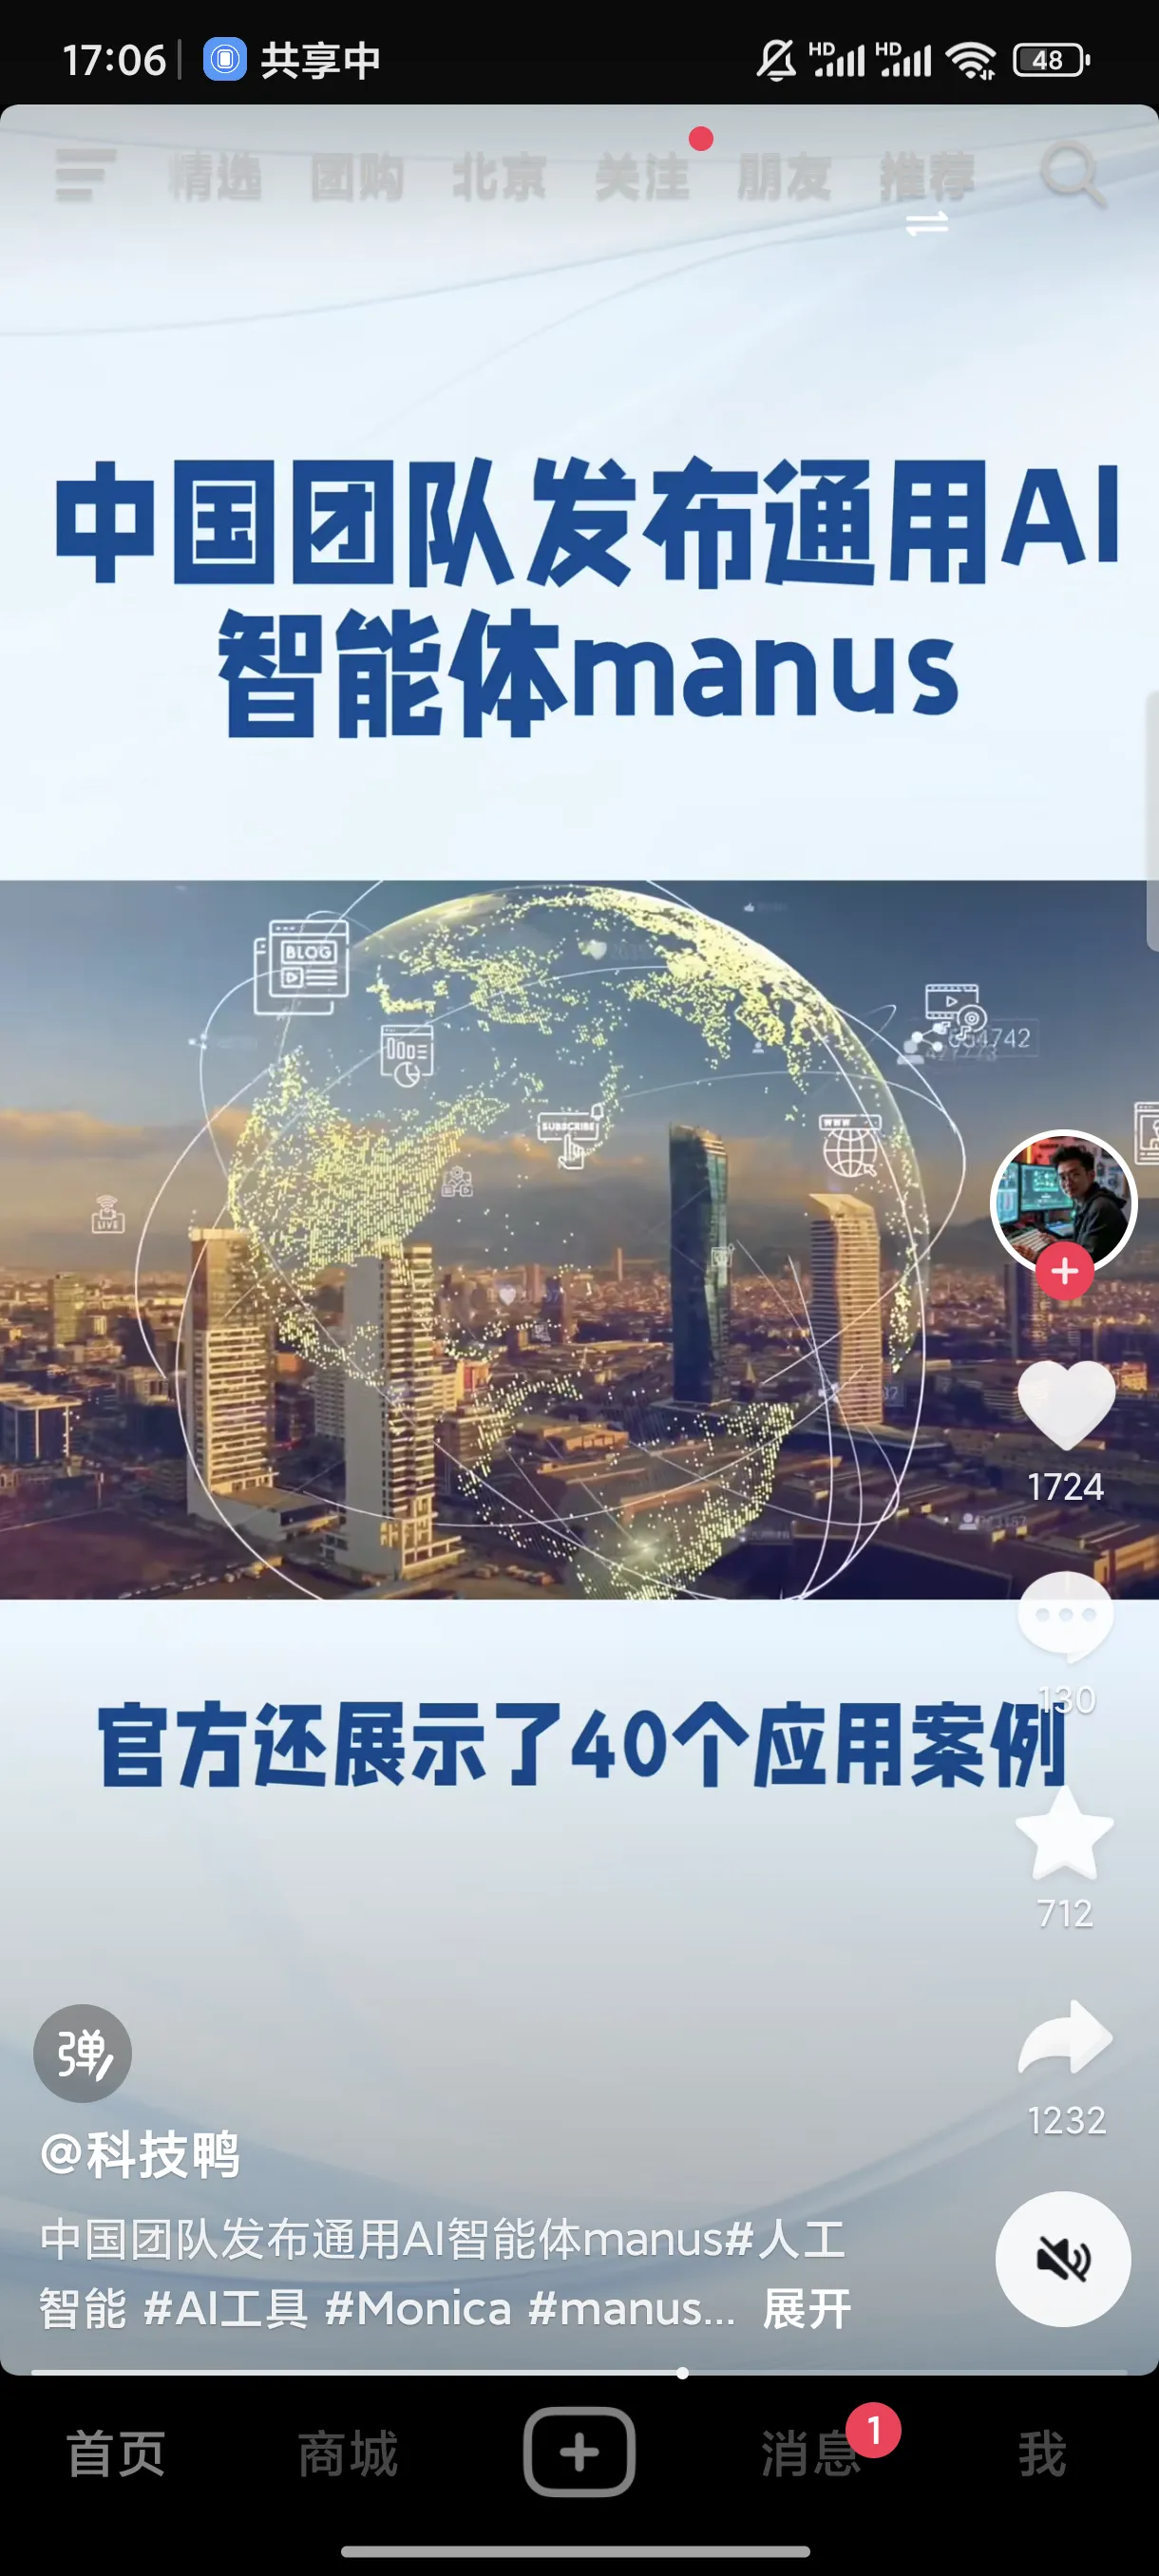 17:06 共享中 HD HD 48
精选 团购 北京 关注 朋友 推荐
中国团队发布通用AI
智能体manus
BLOG
SUBSCRIBE
WWW
LIVE
1724
130
官方还展示了40个应用案例
712
弹
1232
@科技鸭
中国团队发布通用AI智能体manus#人工
智能 #AI工具 #Monica #manus... 展开
首页 商城 消息 1 我